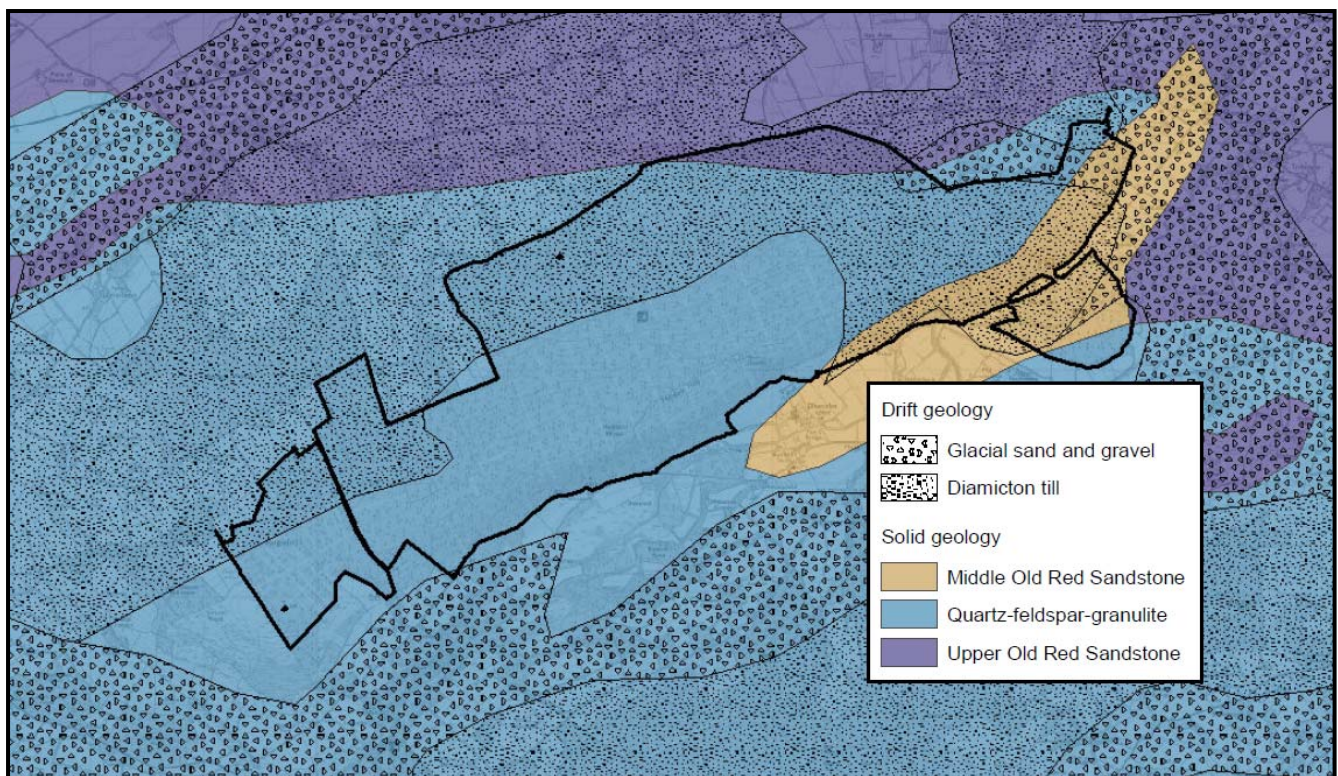 Drift geology
Glacial sand and gravel
Diamicton till
Solid geology
Middle Old Red Sandstone
Quartz-feldspar-granulite
Upper Old Red Sandstone